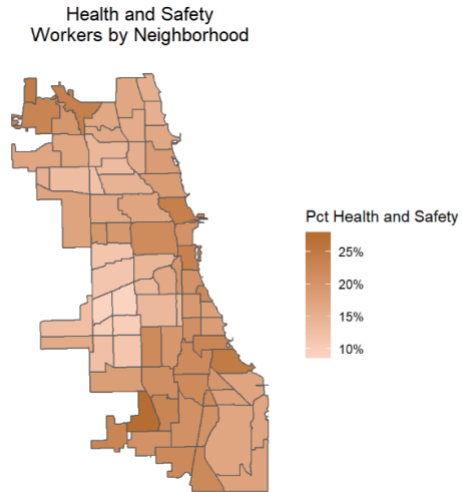 Health and Safety
Workers by Neighborhood
Pct Health and Safety
25%
20%
15%
10%